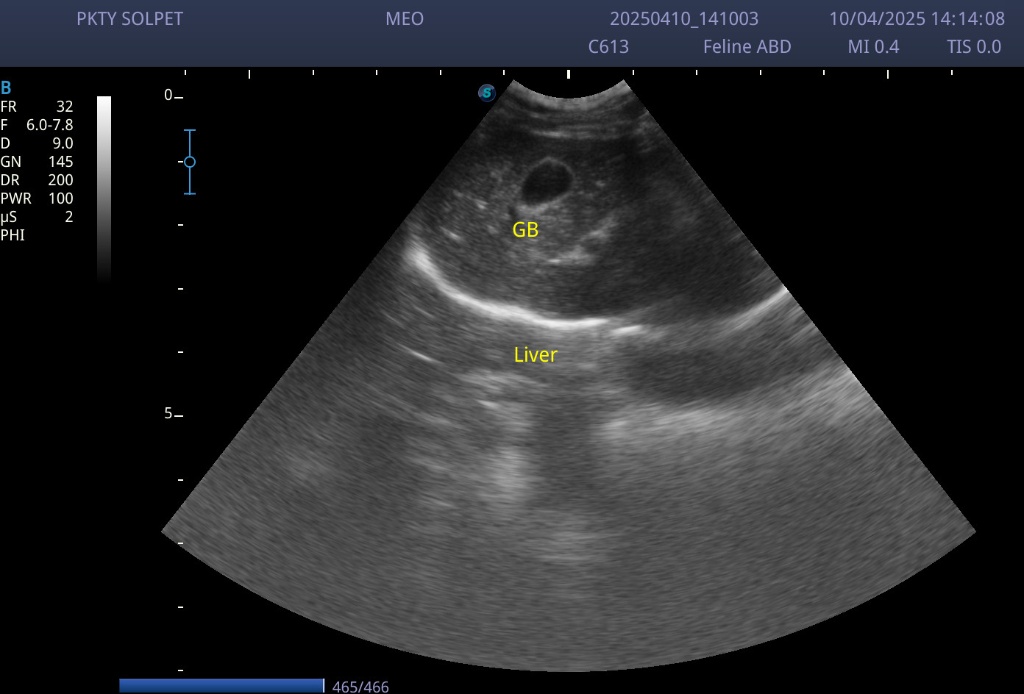 PKTY SOLPET MEO 20250410_141003 10/04/2025 14:14:08
C613 Feline ABD MI 0.4 TIS 0.0
B
FR 32
F 6.0-7.8
D 9.0
GN 145
DR 200
PWR 100
µS 2
PHI
0
S
GB
Liver
5
465/466